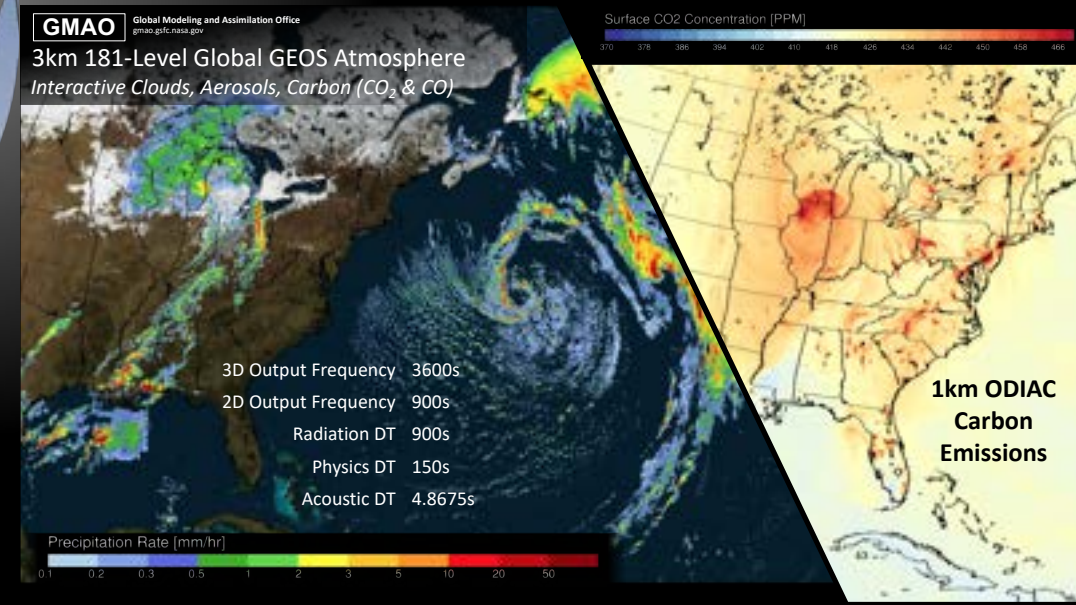 GMAO
Global Modeling and Assimilation Office
gmao.gsfc.nasa.gov
3km 181-Level Global GEOS Atmosphere
Interactive Clouds, Aerosols, Carbon (CO₂ & CO)
Surface CO2 Concentration [PPM]
370 378 386 394 402 410 418 426 434 442 450 458 466
3D Output Frequency 3600s
2D Output Frequency 900s
Radiation DT 900s
Physics DT 150s
Acoustic DT 4.8675s
1km ODIAC
Carbon
Emissions
Precipitation Rate [mm/hr]
0.1 0.2 0.3 0.5 1 2 3 5 10 20 50